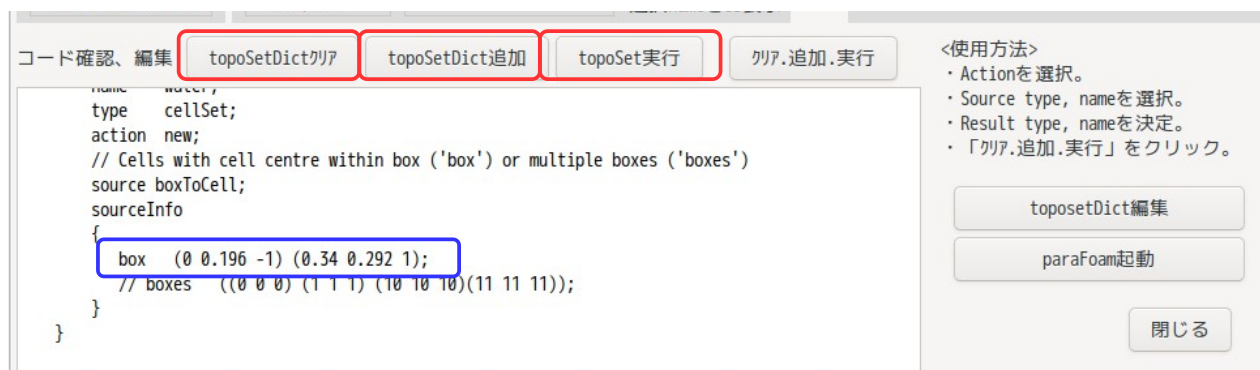 コード確認、編集 topoSetDictｸﾘｱ topoSetDict追加 topoSet実行 ｸﾘｱ.追加.実行
name water;
type cellSet;
action new;
// Cells with cell centre within box ('box') or multiple boxes ('boxes')
source boxToCell;
sourceInfo
{
box (0 0.196 -1) (0.34 0.292 1);
// boxes ((0 0 0) (1 1 1) (10 10 10)(11 11 11));
}
}
<使用方法>
・Actionを選択。
・Source type, nameを選択。
・Result type, nameを決定。
・「ｸﾘｱ.追加.実行」をクリック。
toposetDict編集
paraFoam起動
閉じる